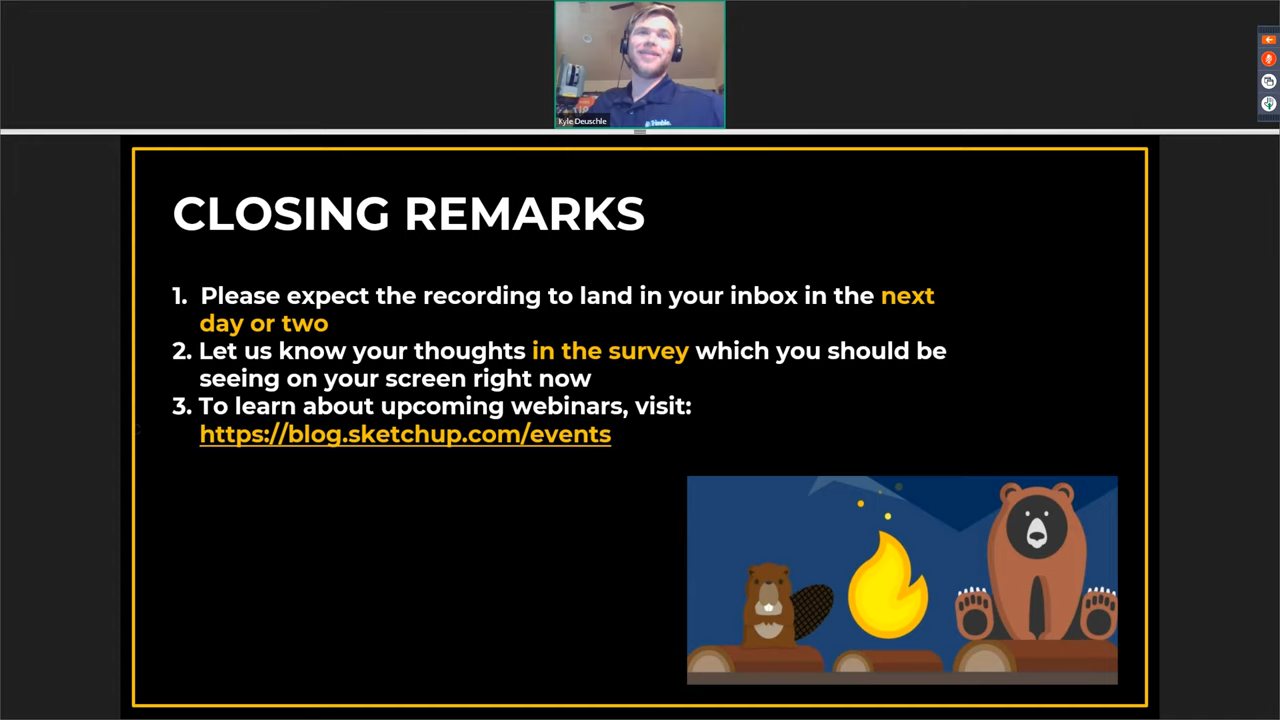 Kyle Deuschle
Trimble.
CLOSING REMARKS
1. Please expect the recording to land in your inbox in the next
day or two
2. Let us know your thoughts in the survey which you should be
seeing on your screen right now
3. To learn about upcoming webinars, visit:
https://blog.sketchup.com/events